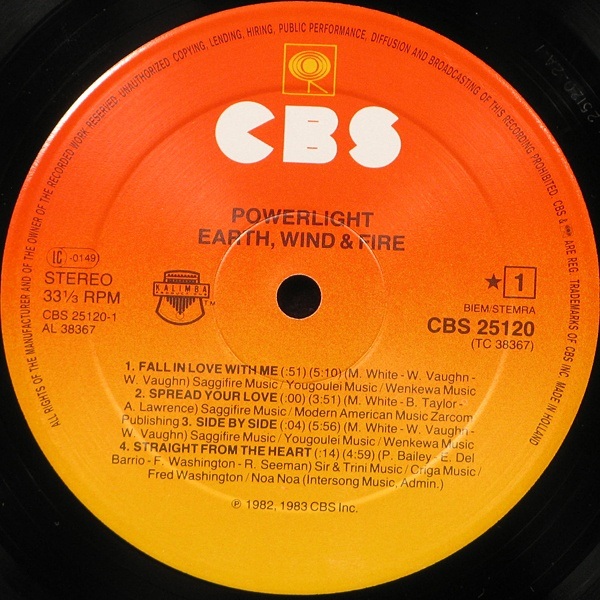 ALL RIGHTS OF THE MANUFACTURER AND OF THE OWNER OF THE RECORDED WORK RESERVED · UNAUTHORIZED COPYING, LENDING, HIRING, PUBLIC PERFORMANCE, DIFFUSION AND BROADCASTING OF THIS RECORDING PROHIBITED. CBS & ARE REG. TRADEMARKS OF CBS INC MADE IN HOLLAND
CBS
POWERLIGHT
EARTH, WIND & FIRE
LC -0149
STEREO
33⅓ RPM
CBS 25120-1
AL 38367
KALIMBA
TM
★ 1
BIEM/STEMRA
CBS 25120
(TC 38367)
1. FALL IN LOVE WITH ME (:51) (5:10) (M. White - W. Vaughn -
W. Vaughn) Saggifire Music / Yougoulei Music / Wenkewa Music
2. SPREAD YOUR LOVE (:00) (3:51) (M. White - B. Taylor -
A. Lawrence) Saggifire Music / Modern American Music Zarcom
Publishing 3. SIDE BY SIDE (:04) (5:56) (M. White - W. Vaughn -
W. Vaughn) Saggifire Music / Yougoulei Music / Wenkewa Music
4. STRAIGHT FROM THE HEART (:14) (4:59) (P. Bailey - E. Del
Barrio - F. Washington - R. Seeman) Sir & Trini Music / Criga Music /
Fred Washington / Noa Noa (Intersong Music, Admin.)
℗ 1982, 1983 CBS Inc.